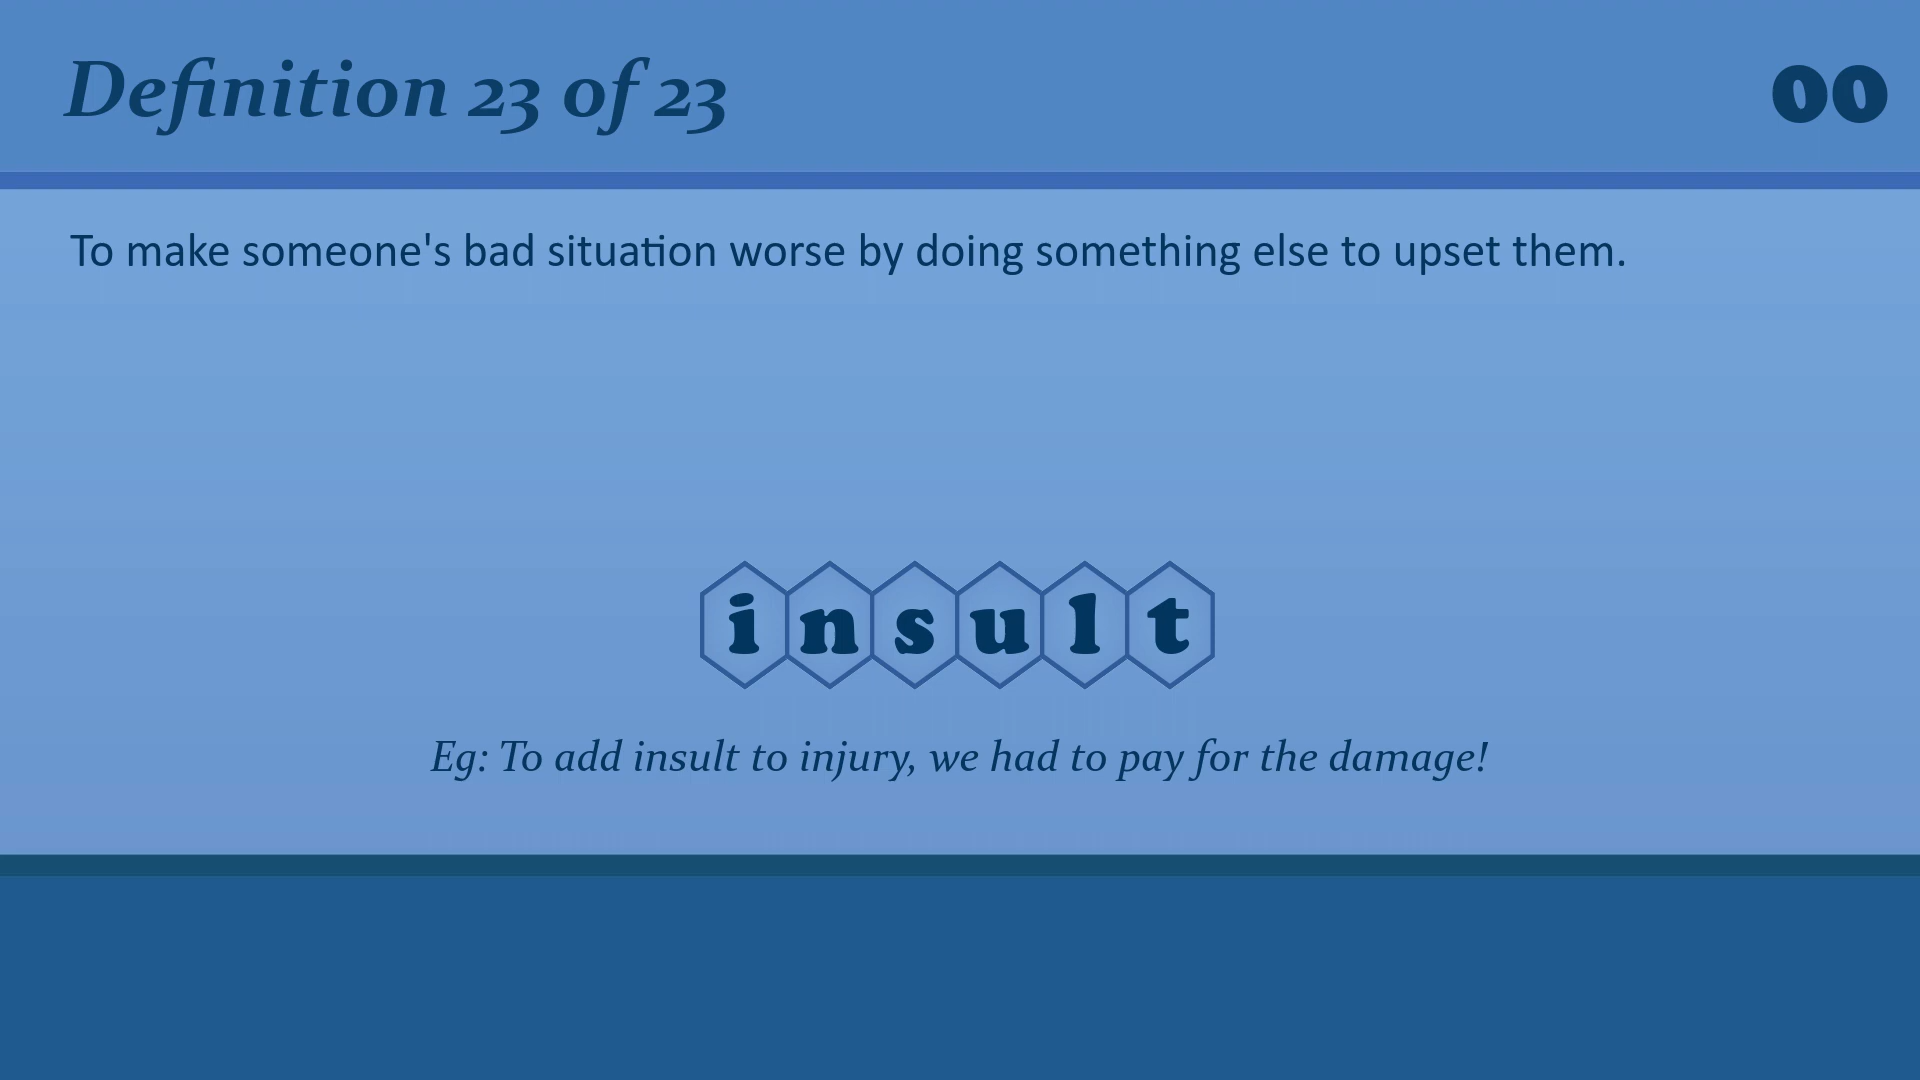 Definition 23 of 23
00
To make someone's bad situation worse by doing something else to upset them.
insult
Eg: To add insult to injury, we had to pay for the damage!